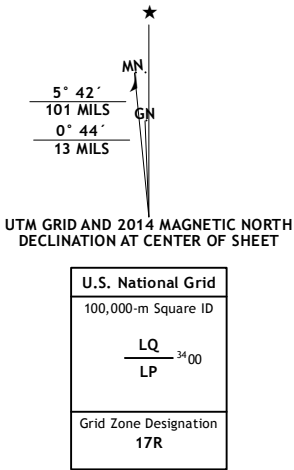 ★
MN
5° 42´
101 MILS
GN
0° 44´
13 MILS
UTM GRID AND 2014 MAGNETIC NORTH
DECLINATION AT CENTER OF SHEET
U.S. National Grid
100,000-m Square ID
LQ
3400
LP
Grid Zone Designation
17R